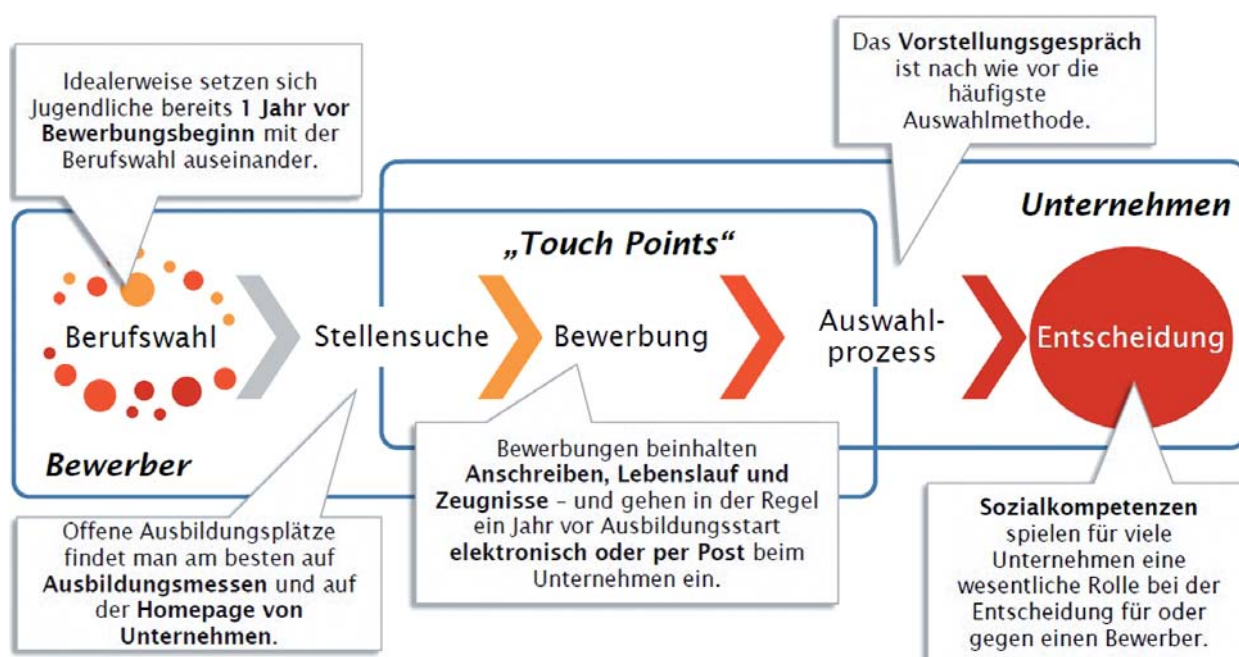 Idealerweise setzen sich
Jugendliche bereits 1 Jahr vor
Bewerbungsbeginn mit der
Berufswahl auseinander.
Das Vorstellungsgespräch
ist nach wie vor die
häufigste
Auswahlmethode.
Unternehmen
„Touch Points“
Berufswahl
Stellensuche
Bewerbung
Auswahl-
prozess
Entscheidung
Bewerber
Offene Ausbildungsplätze
findet man am besten auf
Ausbildungsmessen und auf
der Homepage von
Unternehmen.
Bewerbungen beinhalten
Anschreiben, Lebenslauf und
Zeugnisse – und gehen in der Regel
ein Jahr vor Ausbildungsstart
elektronisch oder per Post beim
Unternehmen ein.
Sozialkompetenzen
spielen für viele
Unternehmen eine
wesentliche Rolle bei der
Entscheidung für oder
gegen einen Bewerber.